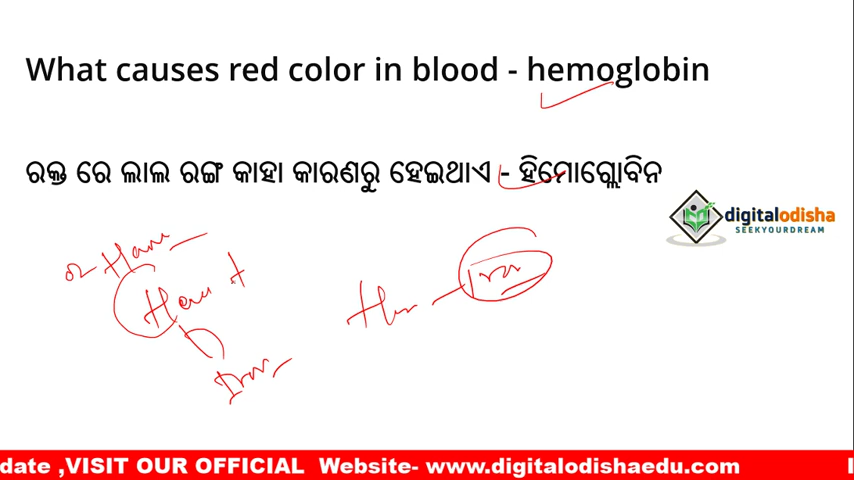 What causes red color in blood - hemoglobin
ରକ୍ତ ରେ ଲାଲ ରଙ୍ଗ କାହା କାରଣରୁ ହେଇଥାଏ - ହିମୋଗ୍ଲୋବିନ
digitalodisha
SEEKYOURDREAM
Iron
date ,VISIT OUR OFFICIAL Website- www.digitalodishaedu.com